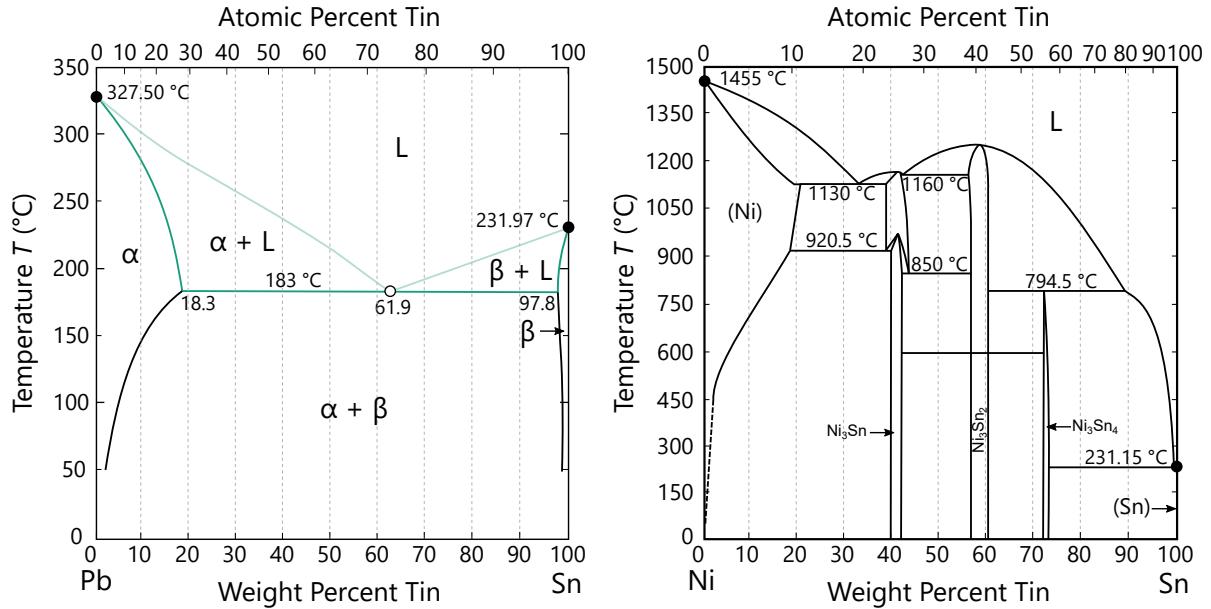 Atomic Percent Tin
0 10 20 30 40 50 60 70 80 90 100
350
300
250
200
150
100
50
0
Temperature T (°C)
327.50 °C
L
231.97 °C
α
α + L
β + L
183 °C
18.3
61.9
97.8
β
α + β
0 10 20 30 40 50 60 70 80 90 100
Pb
Weight Percent Tin
Sn
Atomic Percent Tin
0 10 20 30 40 50 60 70 80 90 100
1500
1350
1200
1050
900
750
600
450
300
150
0
Temperature T (°C)
1455 °C
L
1130 °C
1160 °C
(Ni)
920.5 °C
850 °C
794.5 °C
Ni₃Sn
Ni₃Sn₂
Ni₃Sn₄
231.15 °C
(Sn)
0 10 20 30 40 50 60 70 80 90 100
Ni
Weight Percent Tin
Sn